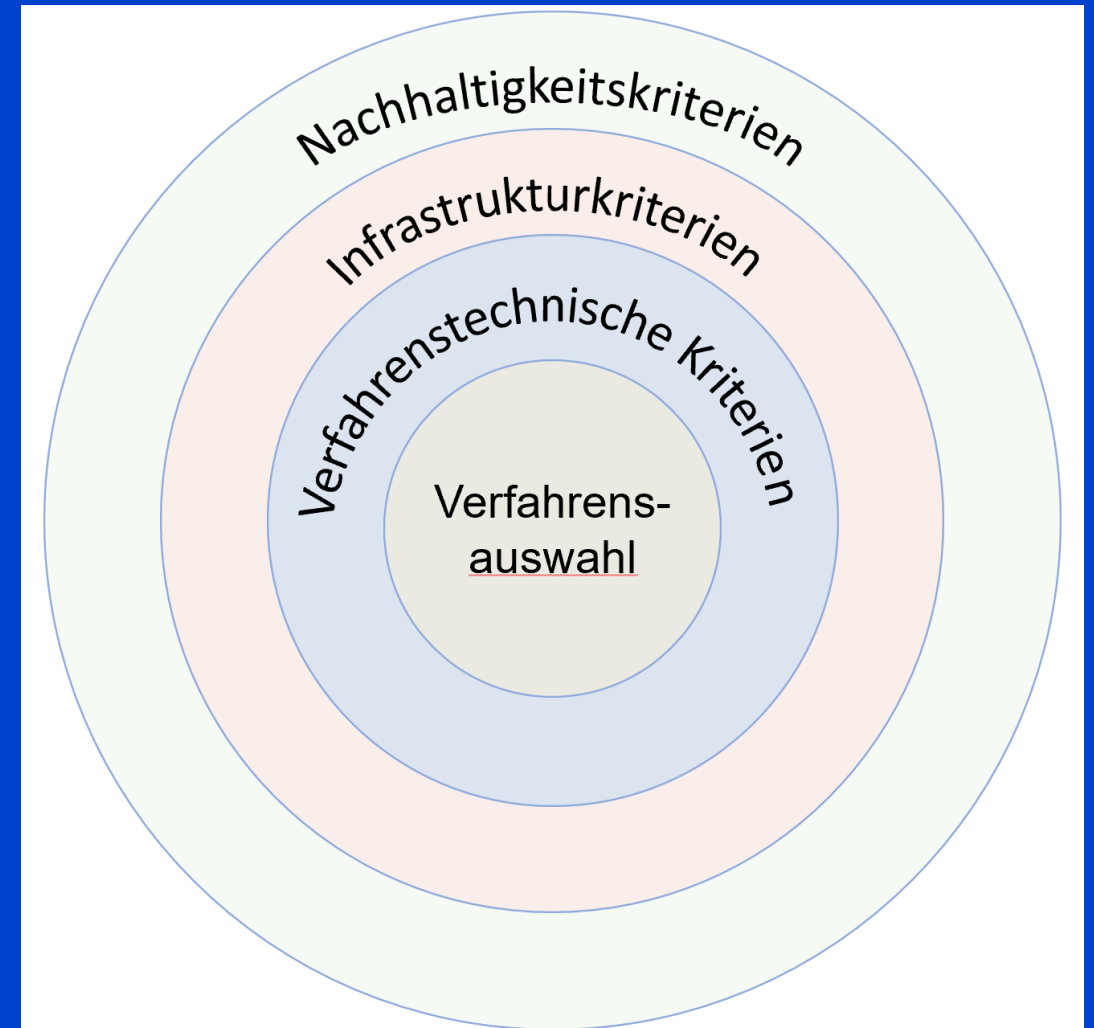 Nachhaltigkeitskriterien
Infrastrukturkriterien
Verfahrenstechnische Kriterien
Verfahrens-
auswahl